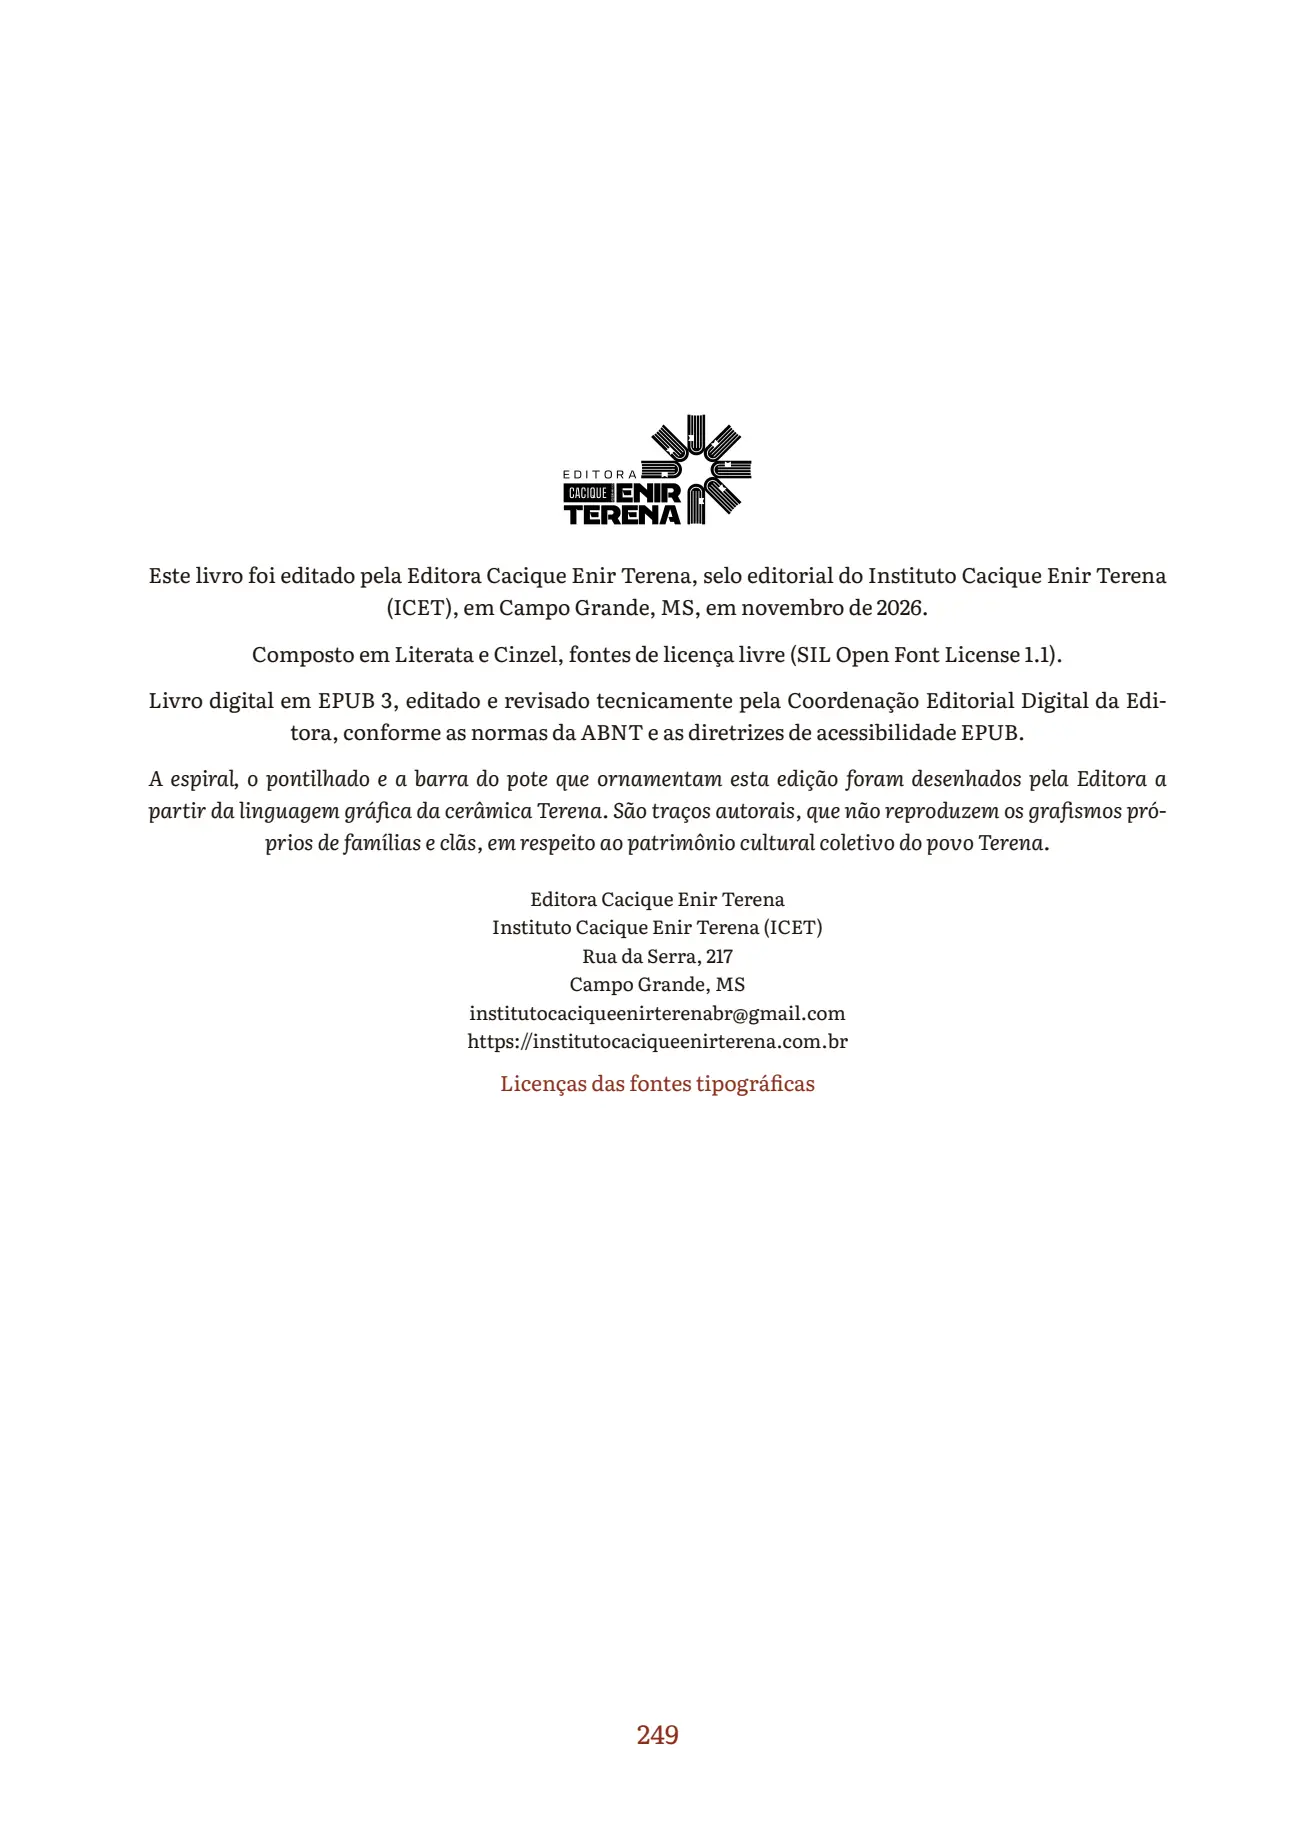 EDITORA
CACIQUE ENIR
TERENA
Este livro foi editado pela Editora Cacique Enir Terena, selo editorial do Instituto Cacique Enir Terena
(ICET), em Campo Grande, MS, em novembro de 2026.
Composto em Literata e Cinzel, fontes de licença livre (SIL Open Font License 1.1).
Livro digital em EPUB 3, editado e revisado tecnicamente pela Coordenação Editorial Digital da Edi-
tora, conforme as normas da ABNT e as diretrizes de acessibilidade EPUB.
A espiral, o pontilhado e a barra do pote que ornamentam esta edição foram desenhados pela Editora a
partir da linguagem gráfica da cerâmica Terena. São traços autorais, que não reproduzem os grafismos pró-
prios de famílias e clãs, em respeito ao patrimônio cultural coletivo do povo Terena.
Editora Cacique Enir Terena
Instituto Cacique Enir Terena (ICET)
Rua da Serra, 217
Campo Grande, MS
institutocaciqueenirterenabr@gmail.com
https://institutocaciqueenirterena.com.br
Licenças das fontes tipográficas
249